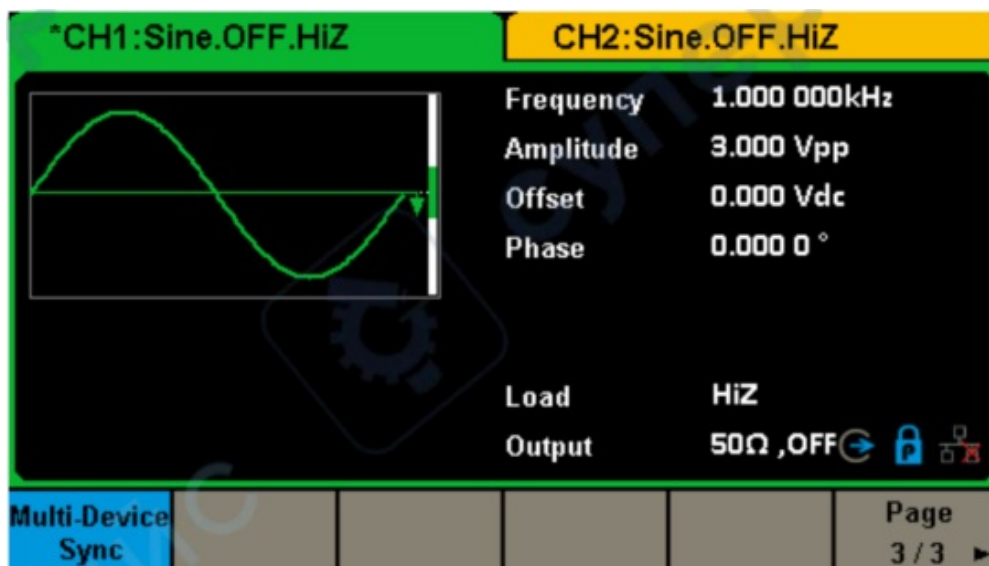 *CH1:Sine.OFF.HiZ
CH2:Sine.OFF.HiZ
Frequency 1.000 000kHz
Amplitude 3.000 Vpp
Offset 0.000 Vdc
Phase 0.000 0 °
Load HiZ
Output 50Ω ,OFF
P
Multi-Device
Sync
Page
3 / 3 ►